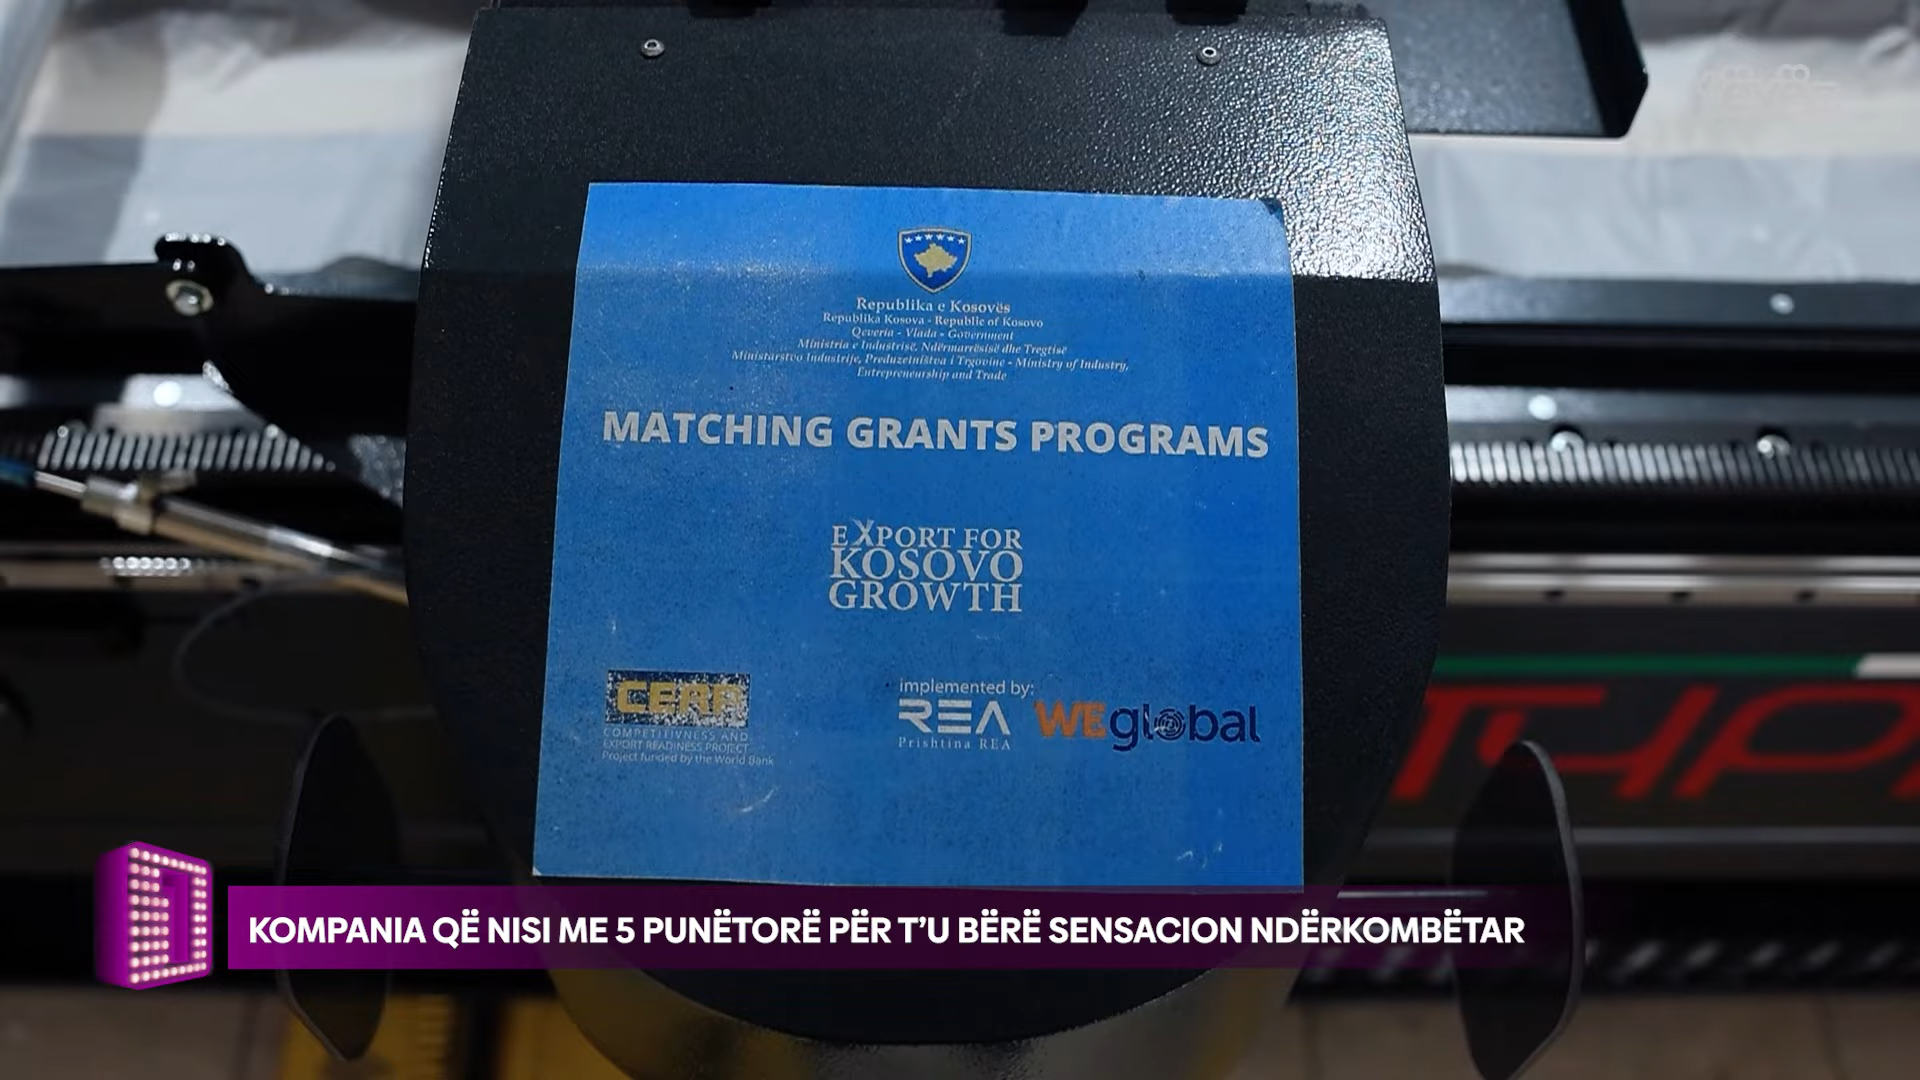 Republika e Kosovës
Republika Kosova - Republic of Kosovo
Qeveria - Vlada - Government
Ministria e Industrisë, Ndërmarrësisë dhe Tregtisë
Ministarstvo Industrije, Preduzetništva i Trgovine - Ministry of Industry,
Entrepreneurship and Trade
MATCHING GRANTS PROGRAMS
EXPORT FOR
KOSOVO
GROWTH
CERP
COMPETITIVNESS AND
EXPORT READINESS PROJECT
Project funded by the World Bank
implemented by:
REA
Prishtina REA
WEglobal
KOMPANIA QË NISI ME 5 PUNËTORË PËR T'U BËRË SENSACION NDËRKOMBËTAR